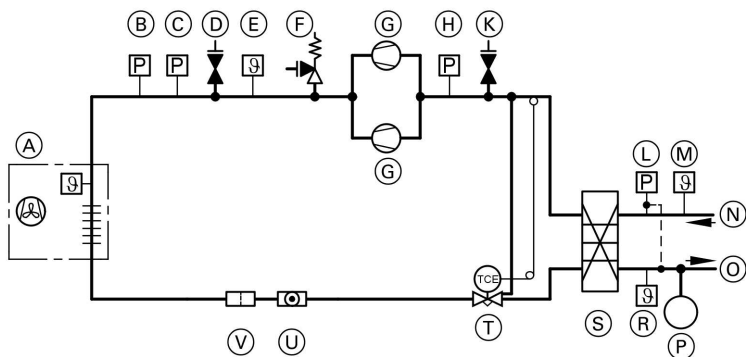 B C D E F G H K
P P ϑ P
A
ϑ
G
L M
P ϑ
N
O
TCE
ϑ
V U T S R P